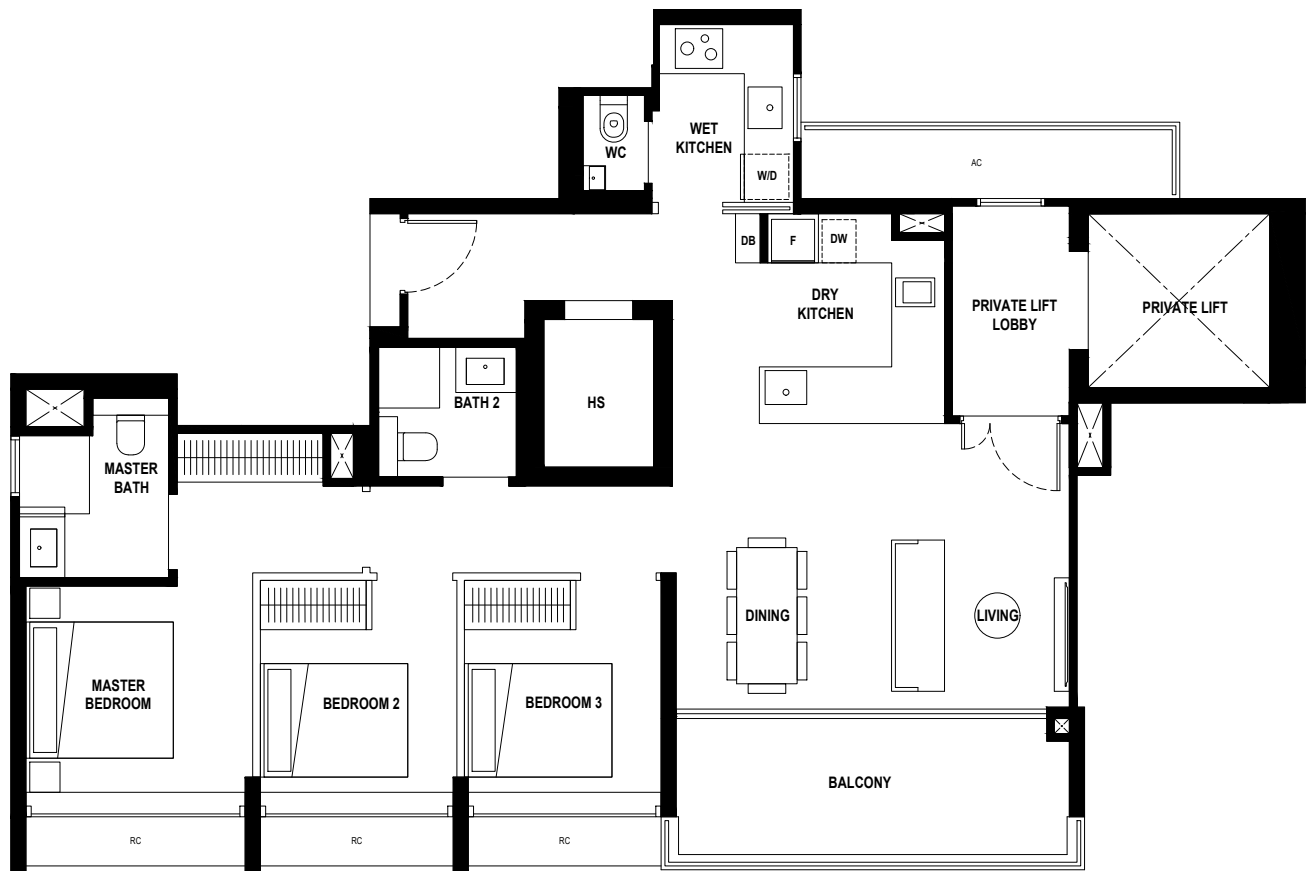 WET
KITCHEN
WC
W/D
AC
DB
F
DW
DRY
KITCHEN
PRIVATE LIFT
LOBBY
PRIVATE LIFT
BATH 2
HS
MASTER
BATH
DINING
LIVING
MASTER
BEDROOM
BEDROOM 2
BEDROOM 3
BALCONY
RC
RC
RC